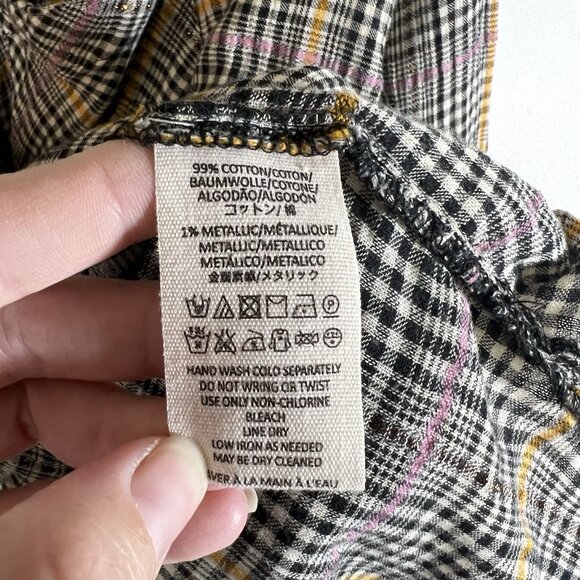 99% COTTON/COTON/
BAUMWOLLE/COTONE/
ALGODÃO/ALGODÓN
コットン/棉
1% METALLIC/MÉTALLIQUE/
METALLIC/METALLICO
METÁLICO/METALICO
金属繊維/メタリック
HAND WASH COLD SEPARATELY
DO NOT WRING OR TWIST
USE ONLY NON-CHLORINE
BLEACH
LINE DRY
LOW IRON AS NEEDED
MAY BE DRY CLEANED
AVER À LA MAIN À L'EAU